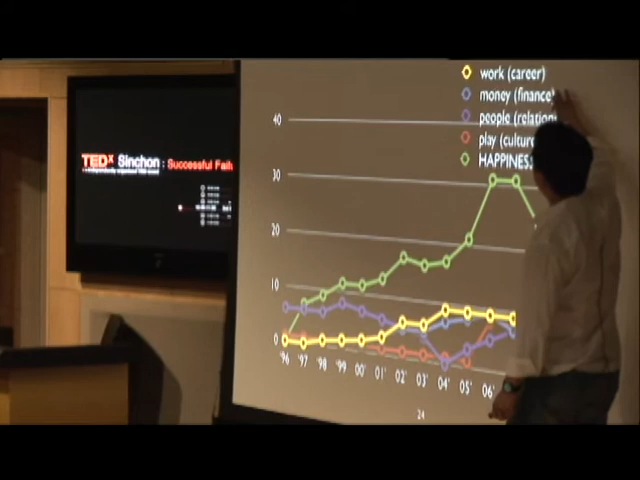 work (career)
money (finance)
people (relation
play (culture
HAPPINESS
40
30
20
10
0
'96 '97 '98 '99 00' 01' 02' 03' 04' 05' 06'
24
TEDx Sinchon : Successful Failu